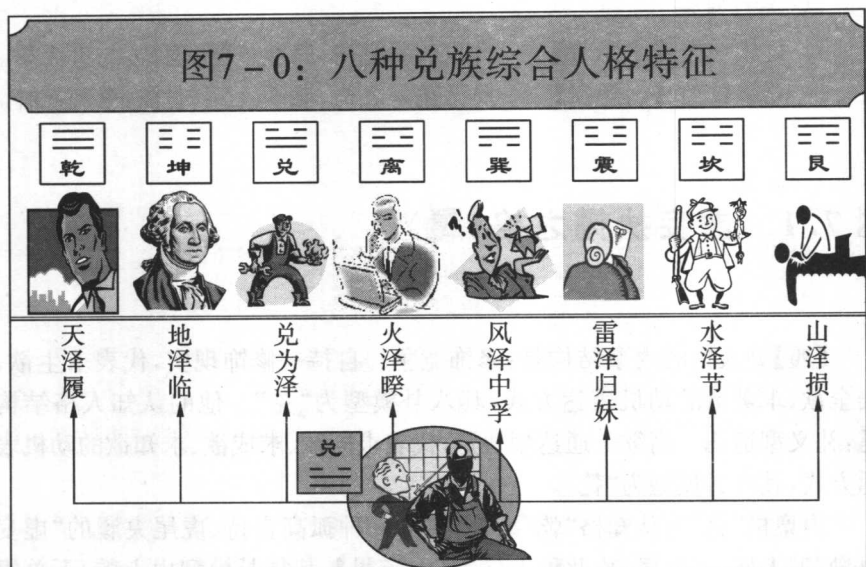 图7-0：八种兑族综合人格特征
乾 坤 兑 离 巽 震 坎 艮
天泽履
地泽临
兑为泽
火泽睽
风泽中孚
雷泽归妹
水泽节
山泽损
兑